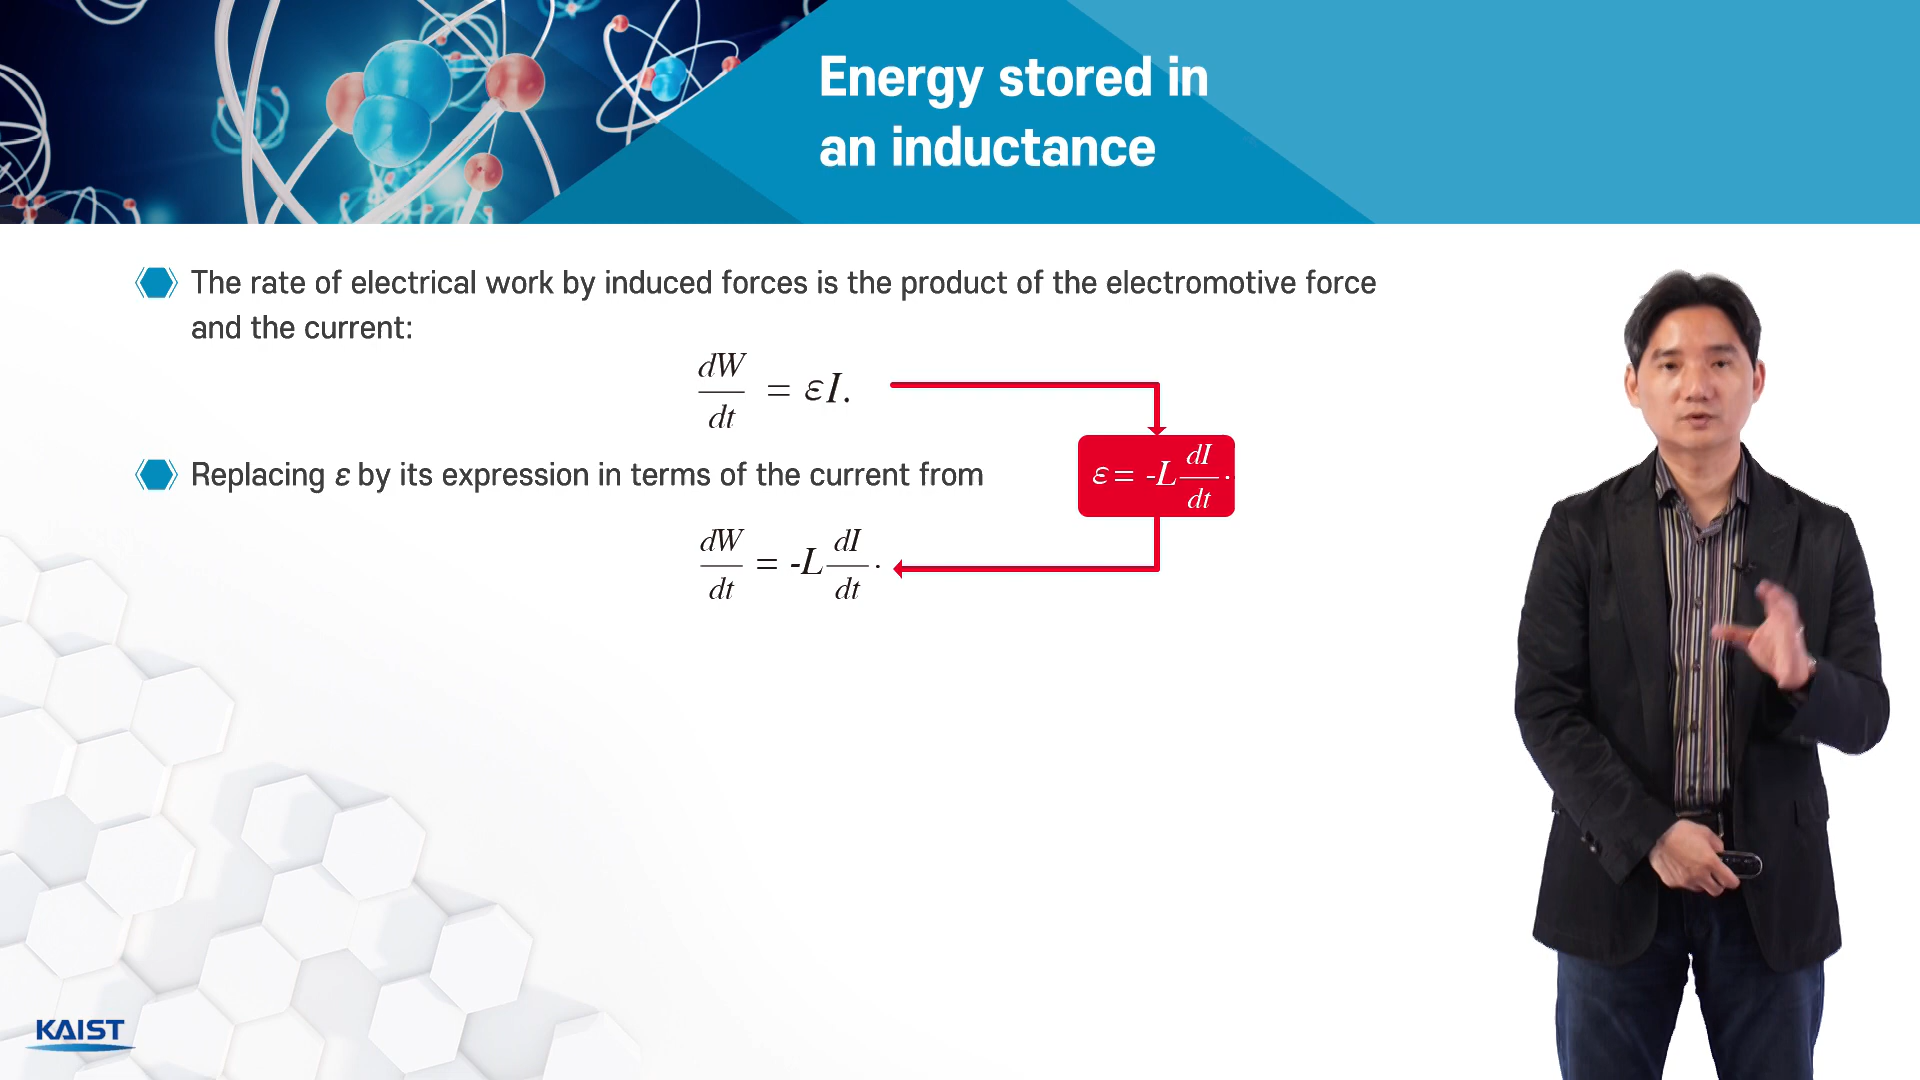 Energy stored in
an inductance
The rate of electrical work by induced forces is the product of the electromotive force
and the current:
dW/dt = εI.
Replacing ε by its expression in terms of the current from
ε = -L dI/dt.
dW/dt = -L dI/dt.
KAIST